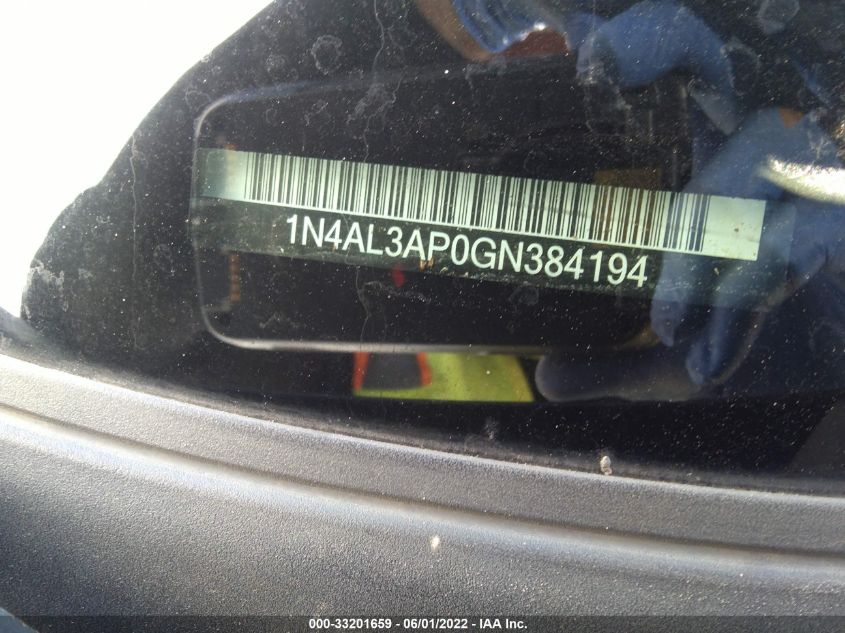 1N4AL3AP0GN384194
000-33201659 - 06/01/2022 - IAA Inc.